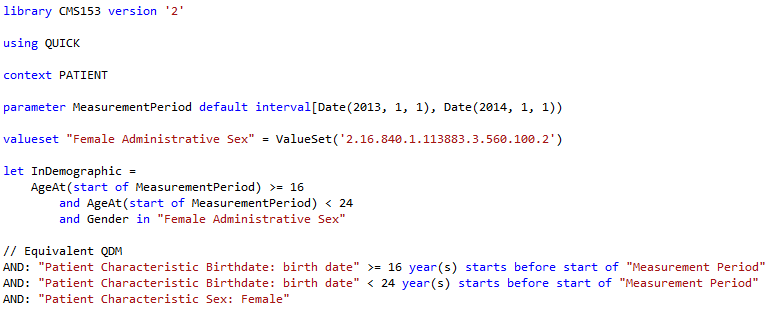 library CMS153 version '2'
using QUICK
context PATIENT
parameter MeasurementPeriod default interval[Date(2013, 1, 1), Date(2014, 1, 1))
valueset "Female Administrative Sex" = ValueSet('2.16.840.1.113883.3.560.100.2')
let InDemographic =
AgeAt(start of MeasurementPeriod) >= 16
and AgeAt(start of MeasurementPeriod) < 24
and Gender in "Female Administrative Sex"
// Equivalent QDM
AND: "Patient Characteristic Birthdate: birth date" >= 16 year(s) starts before start of "Measurement Period"
AND: "Patient Characteristic Birthdate: birth date" < 24 year(s) starts before start of "Measurement Period"
AND: "Patient Characteristic Sex: Female"